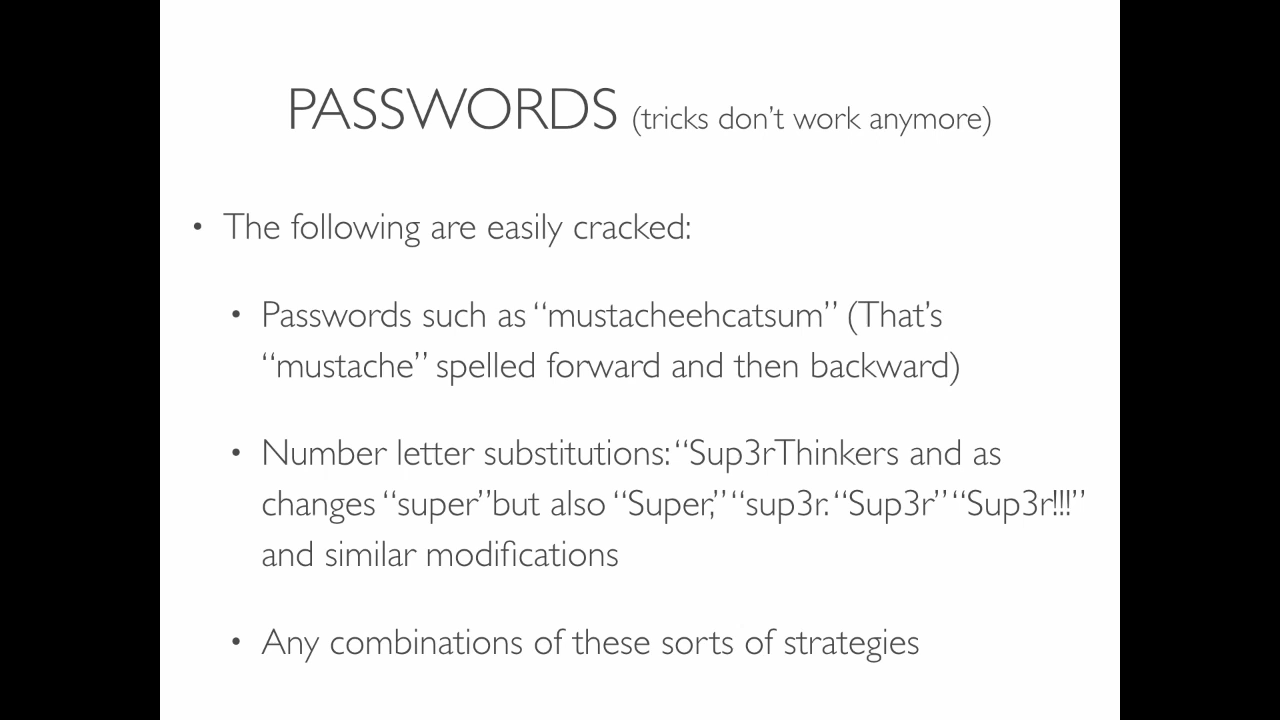 PASSWORDS (tricks don’t work anymore)
• The following are easily cracked:
• Passwords such as “mustacheehcatsum” (That’s
“mustache” spelled forward and then backward)
• Number letter substitutions: “Sup3rThinkers and as
changes “super”but also “Super,” “sup3r. “Sup3r” “Sup3r!!!”
and similar modifications
• Any combinations of these sorts of strategies